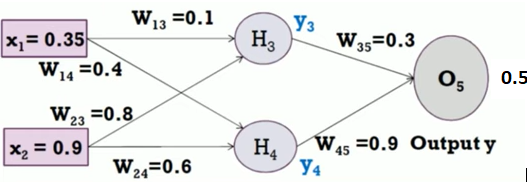 W13 =0.1
y3
x1= 0.35
H3
W35=0.3
W14 =0.4
O5
0.5
W23 =0.8
x2 = 0.9
H4
W45 =0.9 Output y
W24=0.6
y4